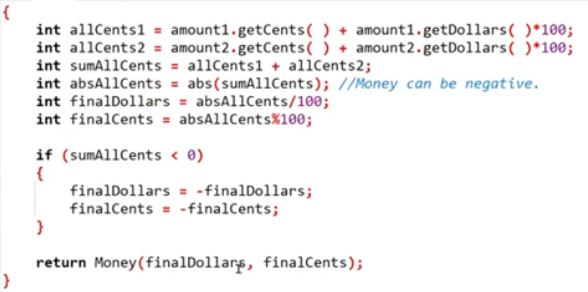 {
int allCents1 = amount1.getCents( ) + amount1.getDollars( )*100;
int allCents2 = amount2.getCents( ) + amount2.getDollars( )*100;
int sumAllCents = allCents1 + allCents2;
int absAllCents = abs(sumAllCents); //Money can be negative.
int finalDollars = absAllCents/100;
int finalCents = absAllCents%100;
if (sumAllCents < 0)
{
finalDollars = -finalDollars;
finalCents = -finalCents;
}
return Money(finalDollars, finalCents);
}